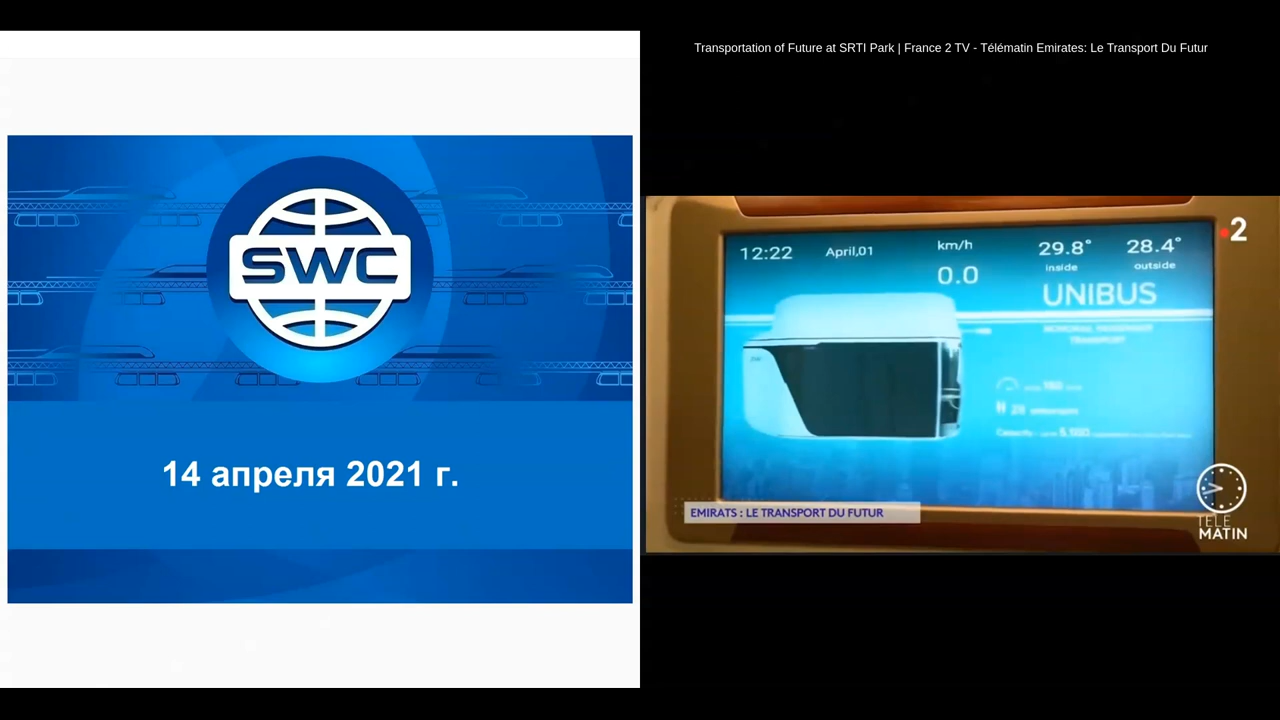 SWC
14 апреля 2021 г.
Transportation of Future at SRTI Park | France 2 TV - Télématin Emirates: Le Transport Du Futur
2
12:22
April,01
km/h
0.0
29.8°
inside
28.4°
outside
UNIBUS
EMIRATS : LE TRANSPORT DU FUTUR
TÉLÉ
MATIN